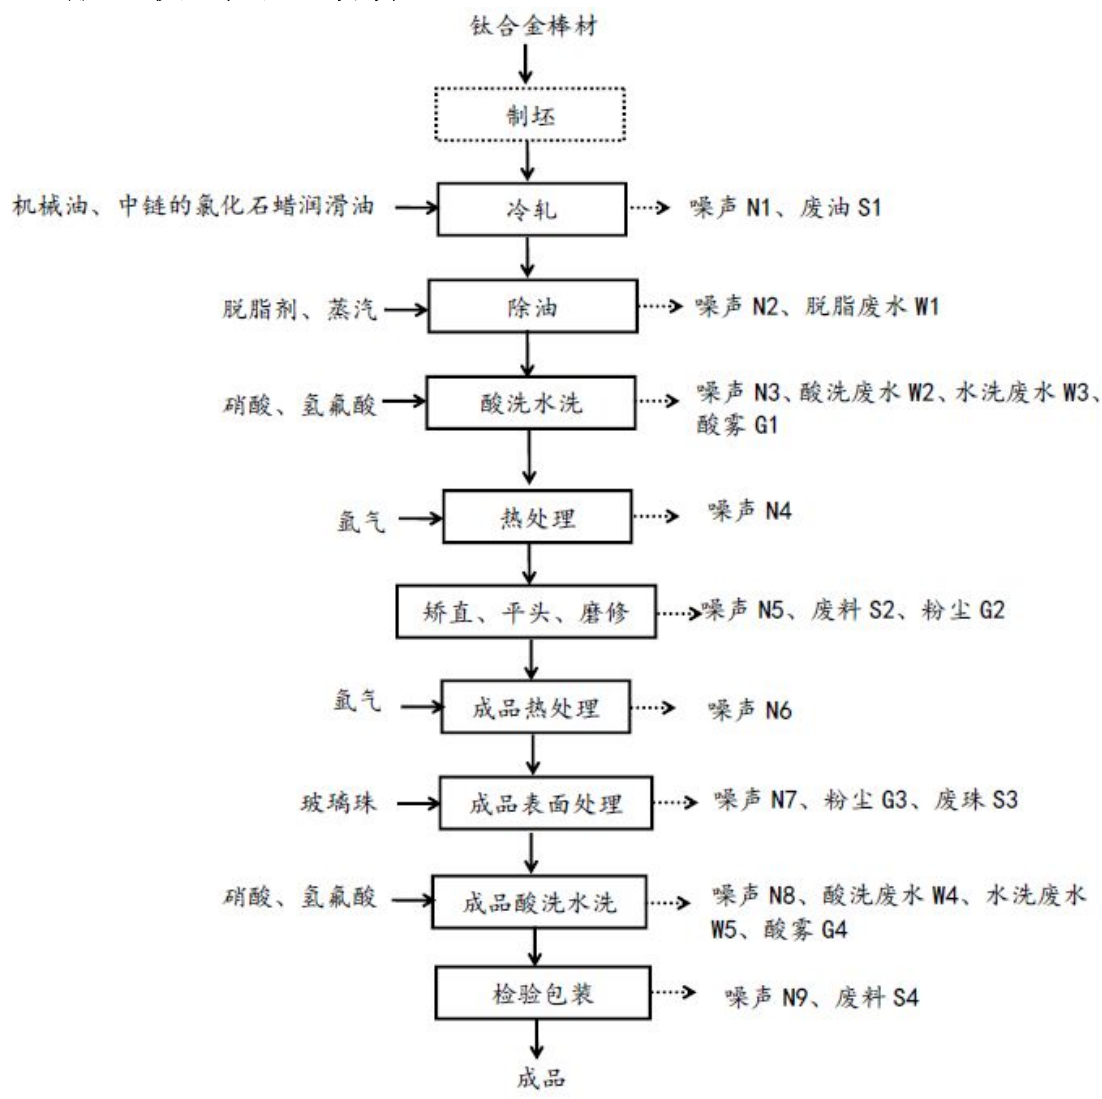 钛合金棒材
制坯
机械油、中链的氯化石蜡润滑油
冷轧
噪声 N1、废油 S1
脱脂剂、蒸汽
除油
噪声 N2、脱脂废水 W1
硝酸、氢氟酸
酸洗水洗
噪声 N3、酸洗废水 W2、水洗废水 W3、
酸雾 G1
氩气
热处理
噪声 N4
矫直、平头、磨修
噪声 N5、废料 S2、粉尘 G2
氩气
成品热处理
噪声 N6
玻璃珠
成品表面处理
噪声 N7、粉尘 G3、废珠 S3
硝酸、氢氟酸
成品酸洗水洗
噪声 N8、酸洗废水 W4、水洗废水
W5、酸雾 G4
检验包装
噪声 N9、废料 S4
成品